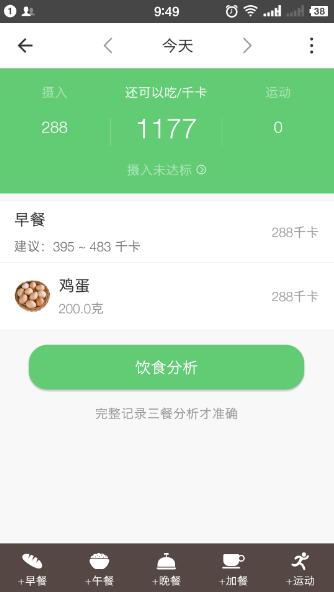 1 9:49 38
今天
摄入 还可以吃/千卡 运动
288 1177 0
摄入未达标
早餐
建议：395 ~ 483 千卡
288千卡
鸡蛋
200.0克
288千卡
饮食分析
完整记录三餐分析才准确
+早餐 +午餐 +晚餐 +加餐 +运动